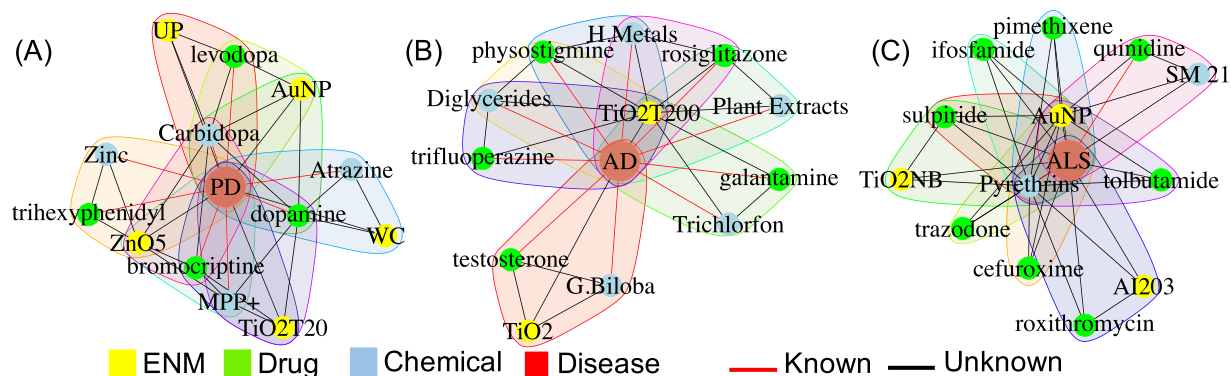 (A)
UP
levodopa
AuNP
Carbidopa
Zinc
Atrazine
PD
trihexyphenidyl
dopamine
ZnO5
WC
bromocriptine
MPP+
TiO2T20
(B)
H.Metals
physostigmine
rosiglitazone
Diglycerides
TiO2T200
Plant Extracts
trifluoperazine
AD
galantamine
Trichlorfon
testosterone
G.Biloba
TiO2
(C)
pimethixene
ifosfamide
quinidine
SM 21
sulpiride
AuNP
ALS
TiO2NB
Pyrethrins
tolbutamide
trazodone
cefuroxime
AI203
roxithromycin
ENM
Drug
Chemical
Disease
Known
Unknown